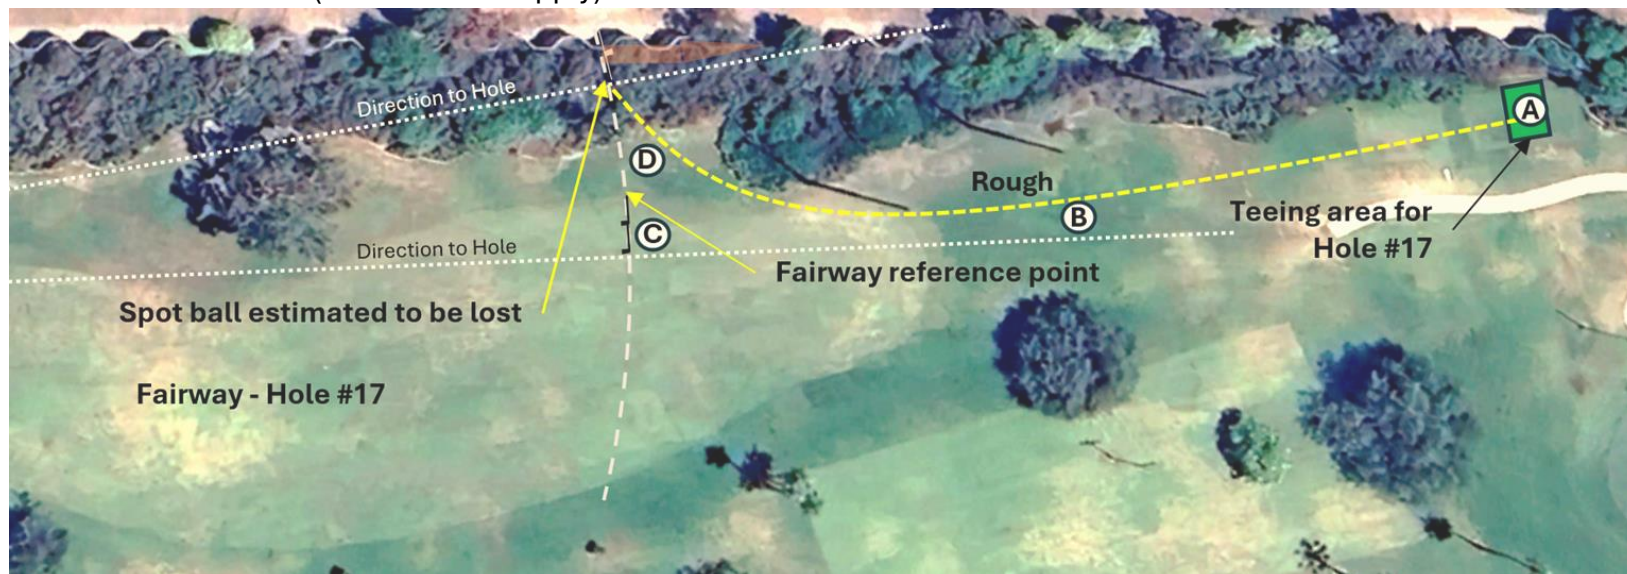 Direction to Hole
A
D
Rough
B
Teeing area for
Hole #17
C
Direction to Hole
Fairway reference point
Spot ball estimated to be lost
Fairway - Hole #17